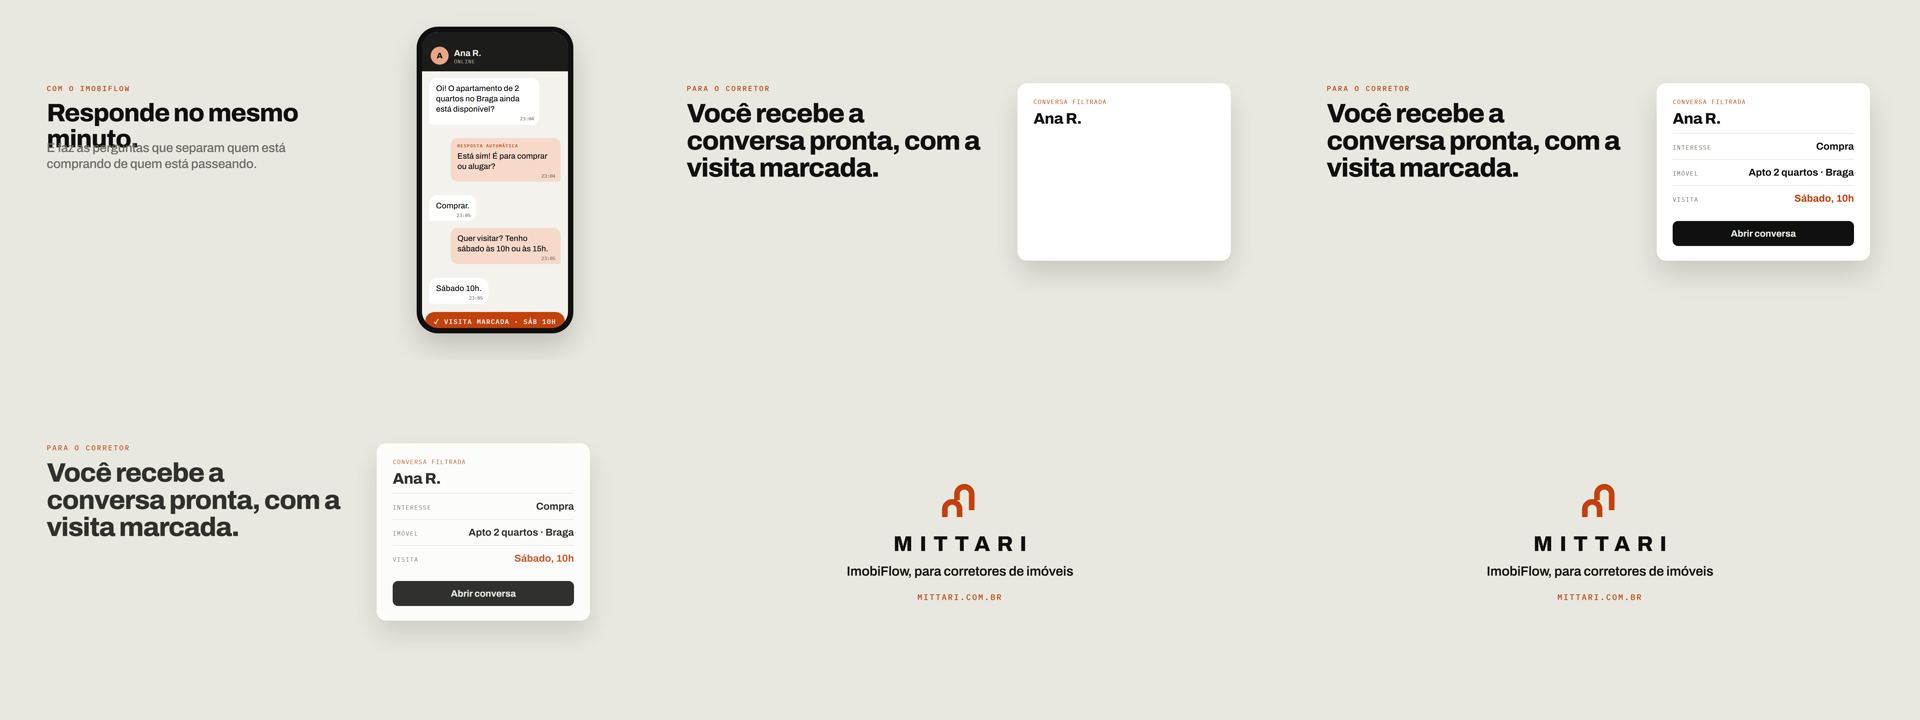 COM O IMOBIFLOW
Responde no mesmo
minuto.
E faz as perguntas que separam quem está
comprando de quem está passeando.
A
Ana R.
ONLINE
Oi! O apartamento de 2
quartos no Braga ainda
está disponível?
23:04
RESPOSTA AUTOMÁTICA
Está sim! É para comprar
ou alugar?
23:04
Comprar.
23:05
Quer visitar? Tenho
sábado às 10h ou às 15h.
23:05
Sábado 10h.
23:05
✓ VISITA MARCADA · SÁB 10H
PARA O CORRETOR
Você recebe a
conversa pronta, com a
visita marcada.
CONVERSA FILTRADA
Ana R.
PARA O CORRETOR
Você recebe a
conversa pronta, com a
visita marcada.
CONVERSA FILTRADA
Ana R.
INTERESSE Compra
IMÓVEL Apto 2 quartos · Braga
VISITA Sábado, 10h
Abrir conversa
PARA O CORRETOR
Você recebe a
conversa pronta, com a
visita marcada.
CONVERSA FILTRADA
Ana R.
INTERESSE Compra
IMÓVEL Apto 2 quartos · Braga
VISITA Sábado, 10h
Abrir conversa
MITTARI
ImobiFlow, para corretores de imóveis
MITTARI.COM.BR
MITTARI
ImobiFlow, para corretores de imóveis
MITTARI.COM.BR